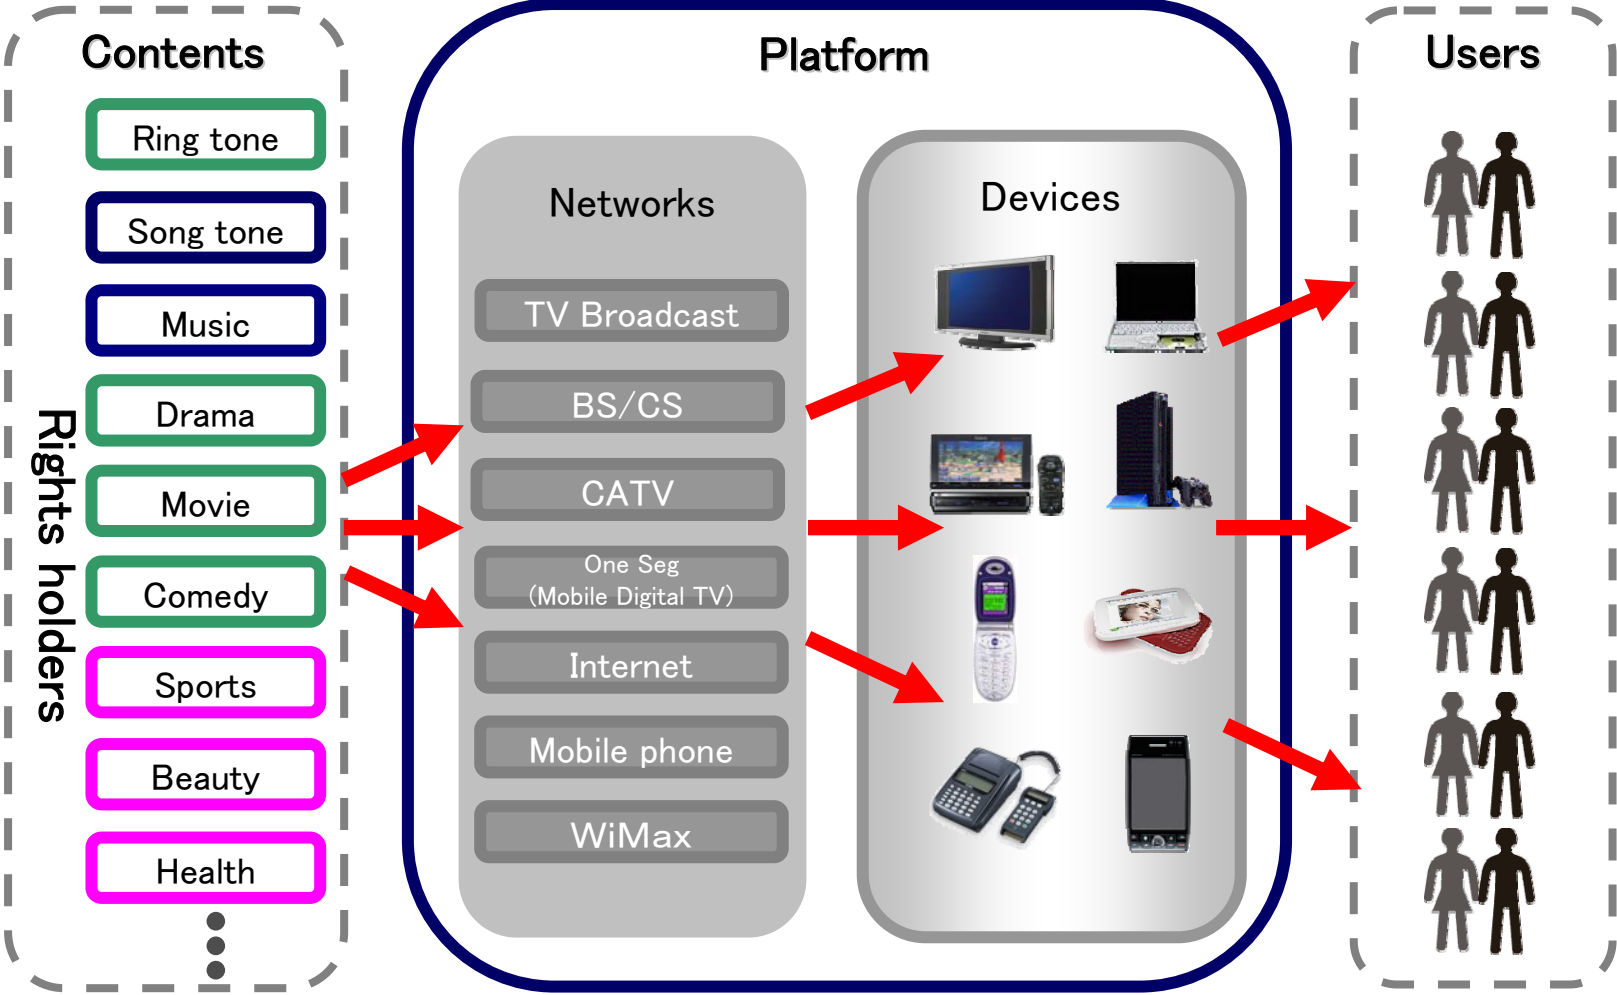 Contents
Ring tone
Song tone
Music
Drama
Movie
Comedy
Sports
Beauty
Health
Rights holders
Platform
Networks
TV Broadcast
BS/CS
CATV
One Seg
(Mobile Digital TV)
Internet
Mobile phone
WiMax
Devices
Users